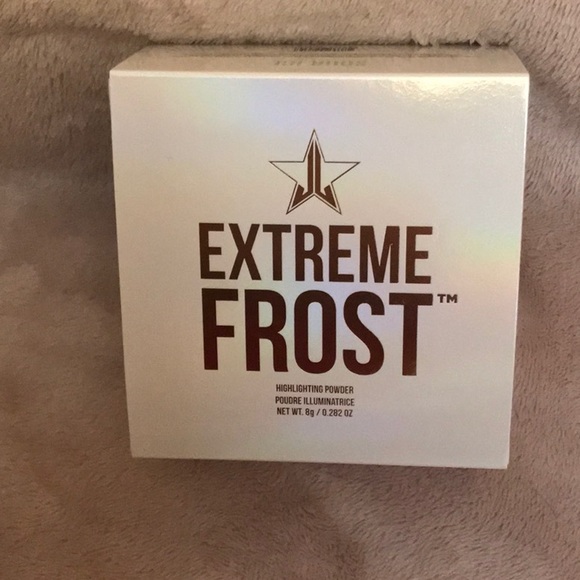 EXTREME
FROST™
HIGHLIGHTING POWDER
POUDRE ILLUMINATRICE
NET WT. 8g / 0.282 OZ